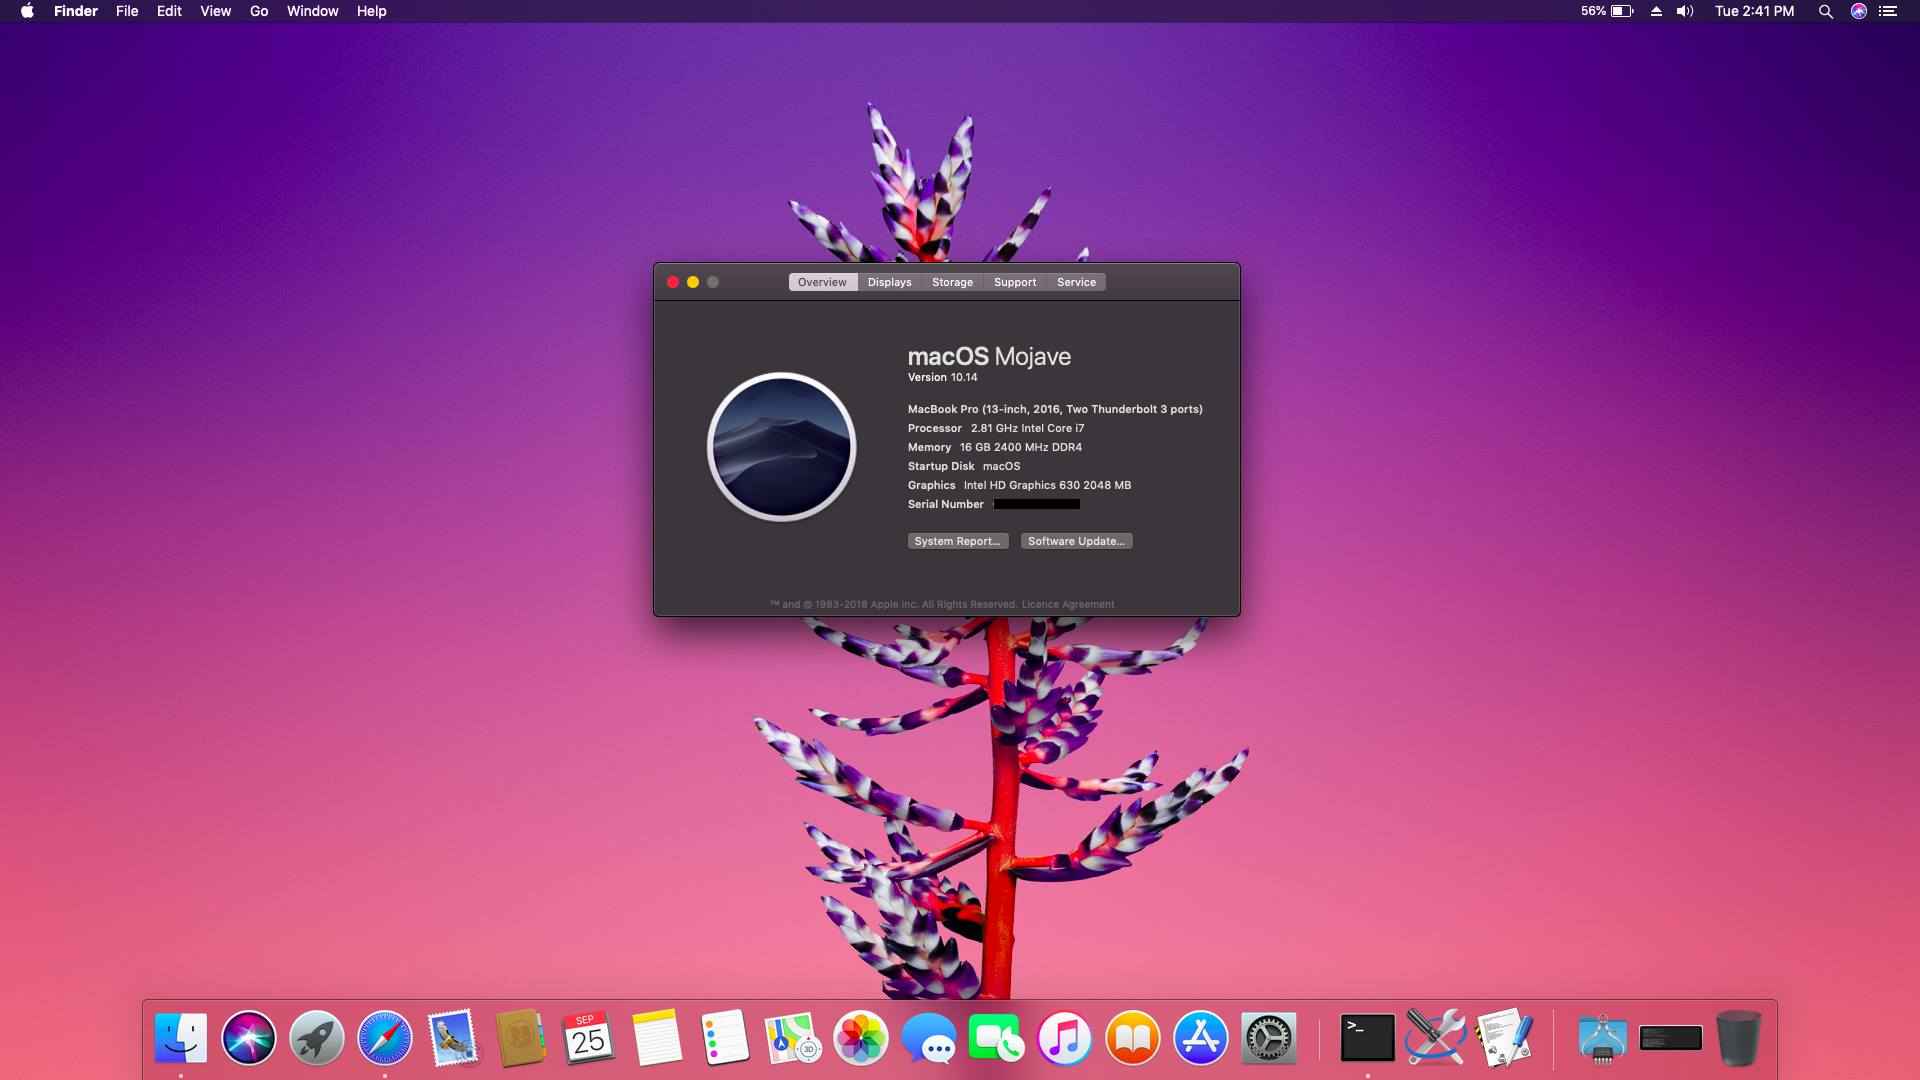 Finder File Edit View Go Window Help 56% Tue 2:41 PM
Overview Displays Storage Support Service
macOS Mojave
Version 10.14
MacBook Pro (13-inch, 2016, Two Thunderbolt 3 ports)
Processor 2.81 GHz Intel Core i7
Memory 16 GB 2400 MHz DDR4
Startup Disk macOS
Graphics Intel HD Graphics 630 2048 MB
Serial Number
System Report... Software Update...
™ and © 1983-2018 Apple Inc. All Rights Reserved. Licence Agreement
SEP
25
3D
>_